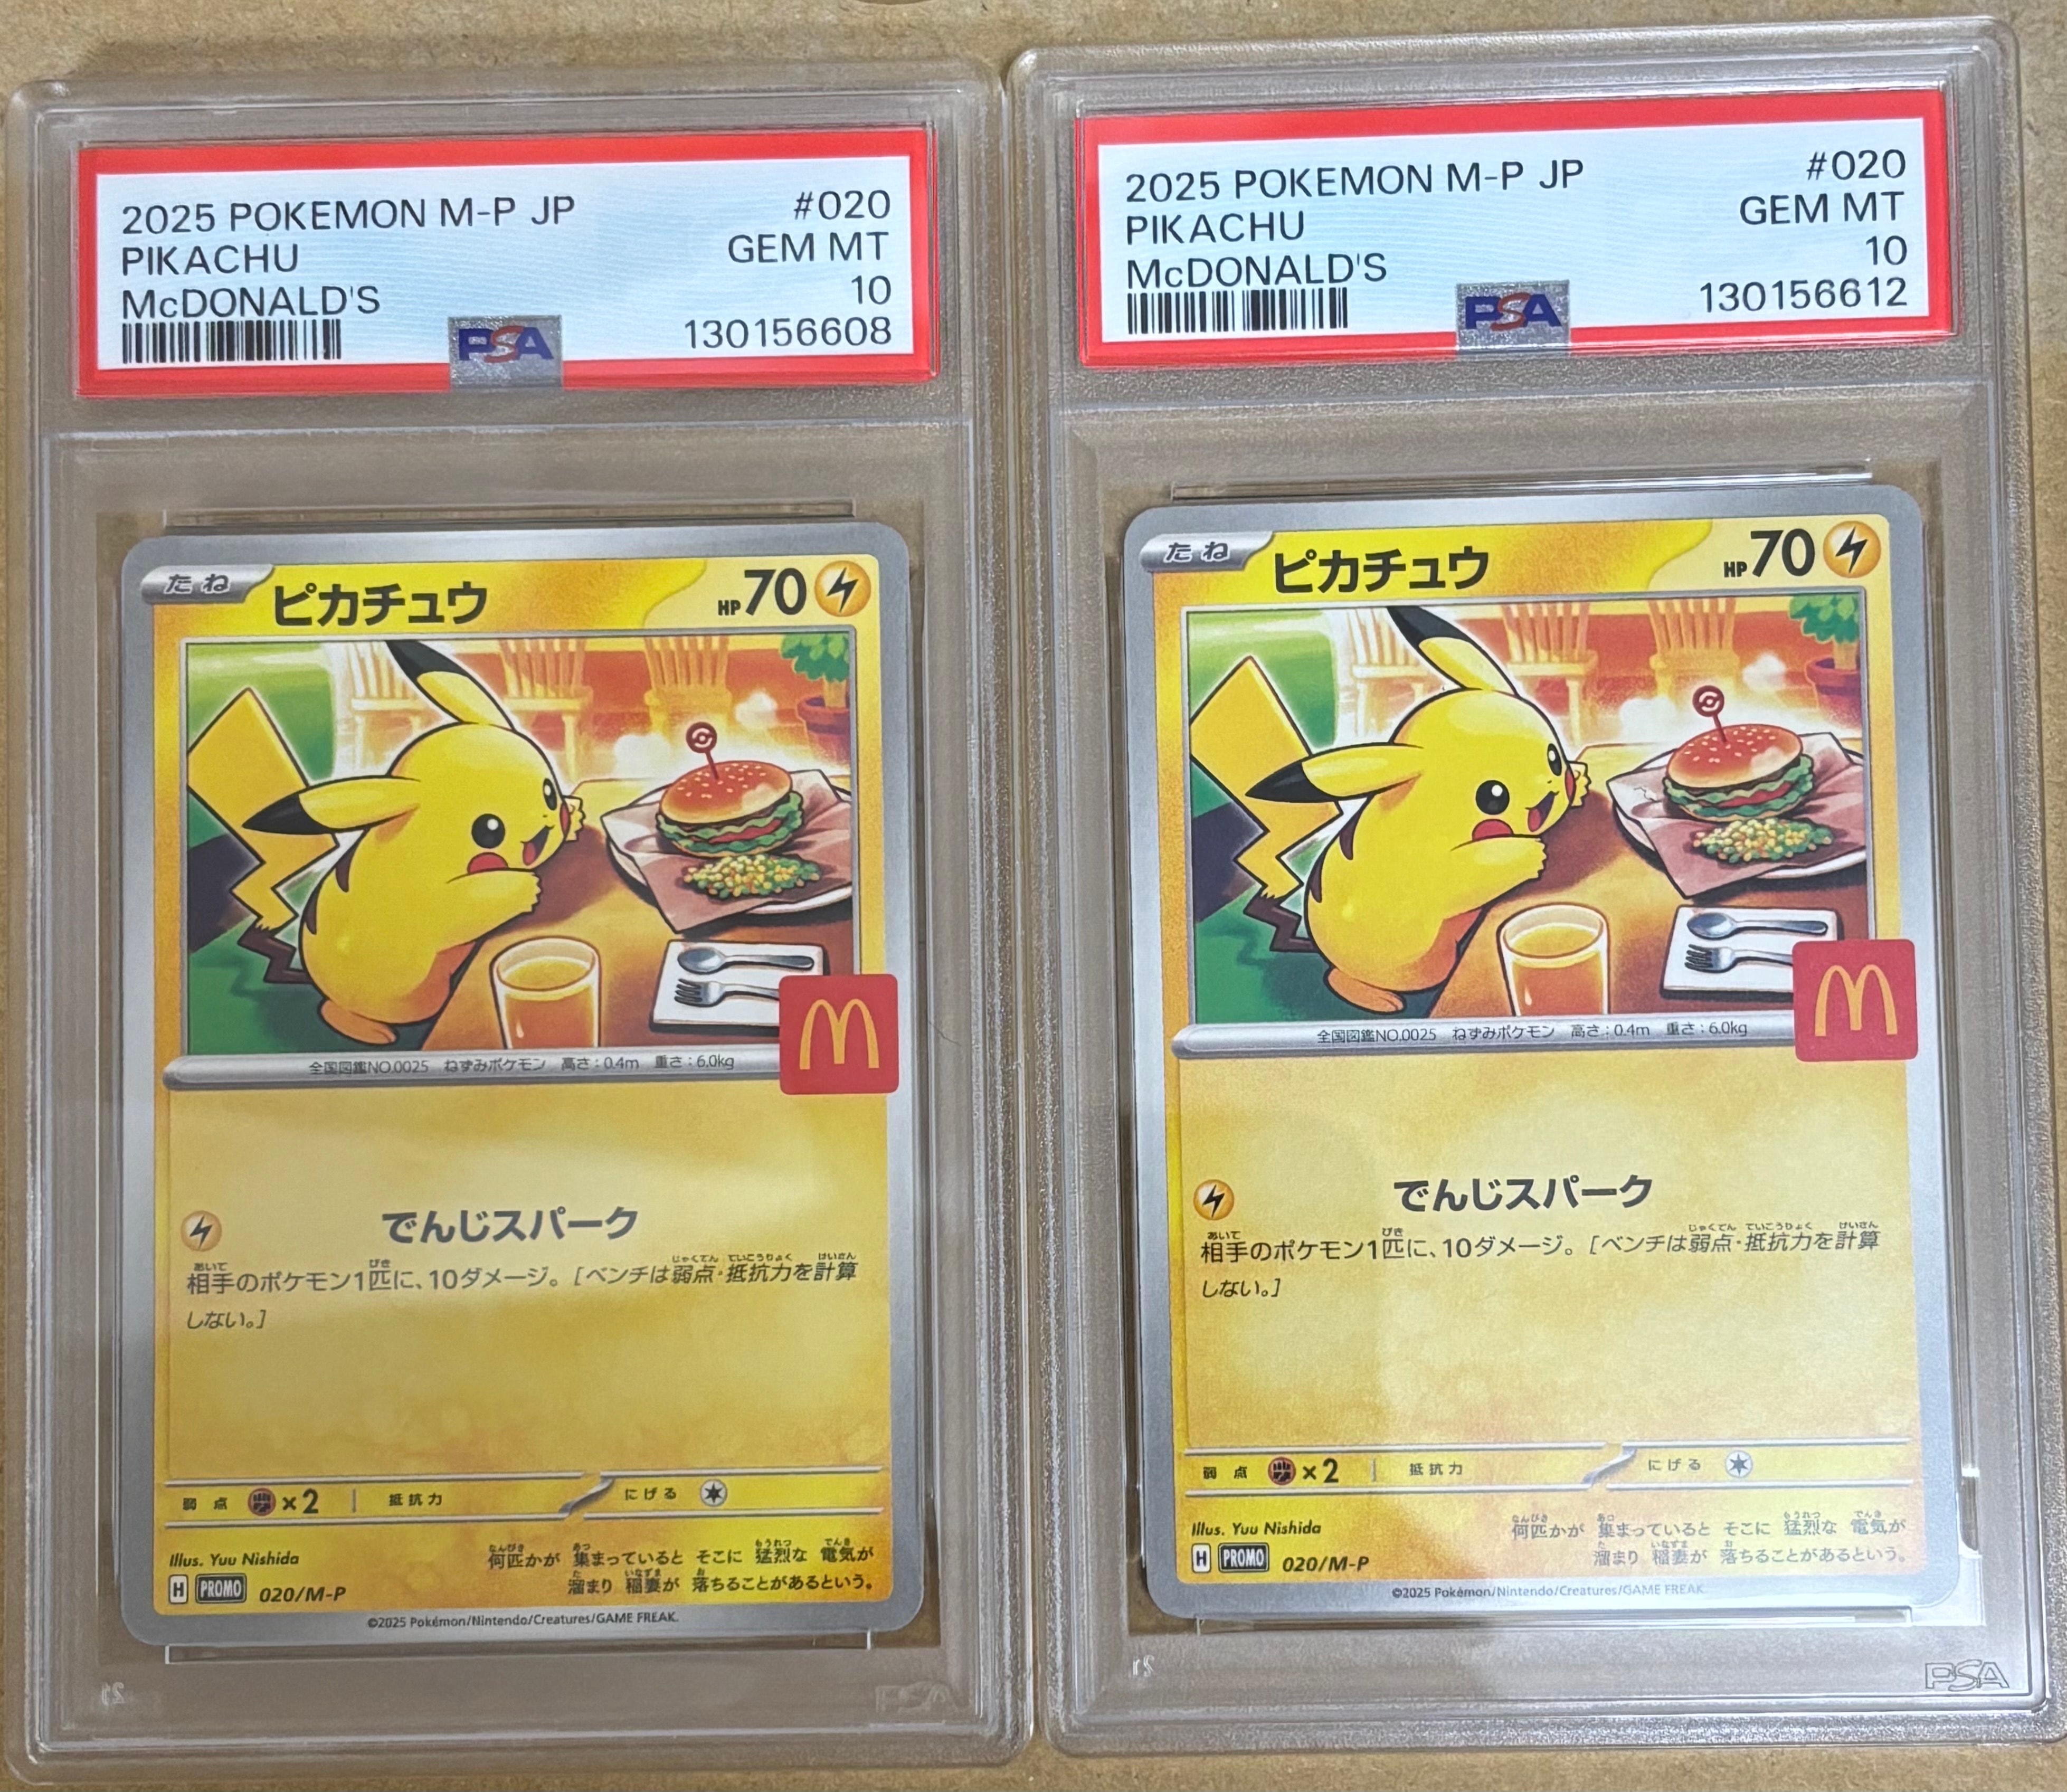 2025 POKEMON M-P JP #020
PIKACHU GEM MT
McDONALD'S 10
130156608
PSA
たね ピカチュウ HP70
全国図鑑NO.0025 ねずみポケモン 高さ:0.4m 重さ:6.0kg
でんじスパーク
相手のポケモン1匹に、10ダメージ。[ベンチは弱点・抵抗力を計算
しない。]
弱点 ×2 抵抗力 にげる
Illus. Yuu Nishida
何匹かが 集まっていると そこに 猛烈な 電気が
溜まり 稲妻が 落ちることがあるという。
H PROMO 020/M-P
©2025 Pokémon/Nintendo/Creatures/GAME FREAK.
PSA
2025 POKEMON M-P JP #020
PIKACHU GEM MT
McDONALD'S 10
130156612
PSA
たね ピカチュウ HP70
全国図鑑NO.0025 ねずみポケモン 高さ:0.4m 重さ:6.0kg
でんじスパーク
相手のポケモン1匹に、10ダメージ。[ベンチは弱点・抵抗力を計算
しない。]
弱点 ×2 抵抗力 にげる
Illus. Yuu Nishida
何匹かが 集まっていると そこに 猛烈な 電気が
溜まり 稲妻が 落ちることがあるという。
H PROMO 020/M-P
©2025 Pokémon/Nintendo/Creatures/GAME FREAK.
PSA